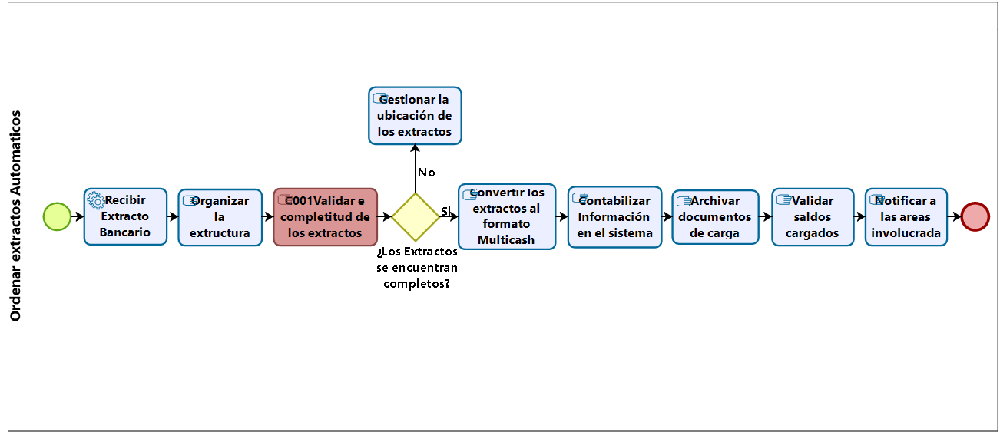 Ordenar extractos Automaticos
Recibir
Extracto
Bancario
Organizar
la
extructura
C001Validar e
completitud de
los extractos
¿Los Extractos
se encuentran
completos?
No
Gestionar la
ubicación de
los extractos
Si
Convertir los
extractos al
formato
Multicash
Contabilizar
Información
en el sistema
Archivar
documentos
de carga
Validar
saldos
cargados
Notificar a
las areas
involucrada